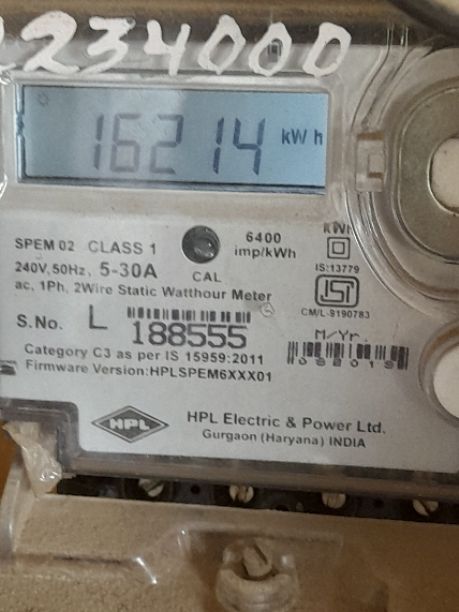 234000
16214 kWh
SPEM 02 CLASS 1
6400
imp/kWh
240V,50Hz, 5-30A
CAL
ac, 1Ph, 2Wire Static Watthour Meter
kWh
IS:13779
ISI
CM/L-9190783
S.No. L 188555
M/Yr.
Category C3 as per IS 15959:2011
Firmware Version:HPLSPEM6XXX01
HPL
HPL Electric & Power Ltd.
Gurgaon (Haryana) INDIA